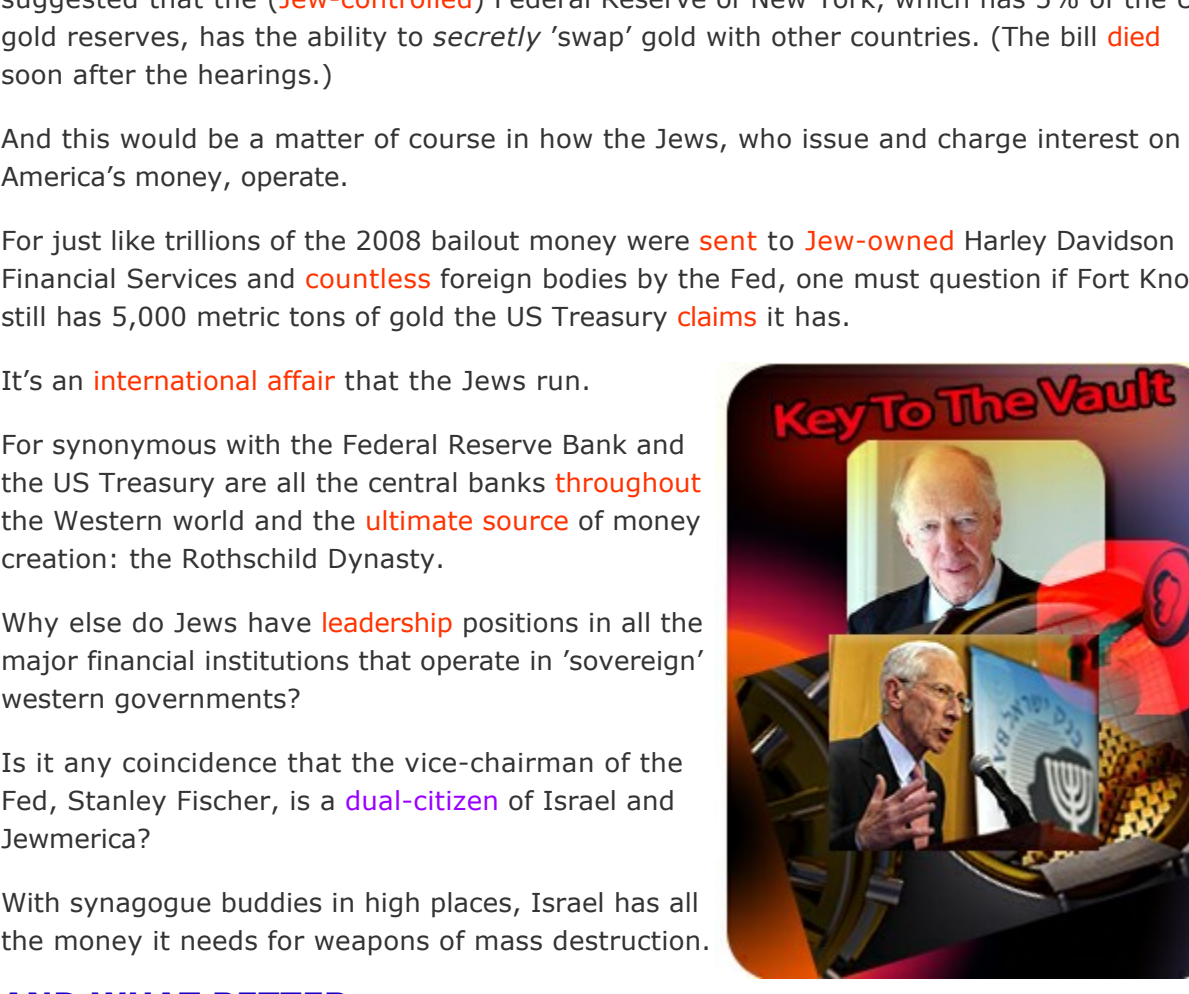 suggested that the (Jew-controlled) Federal Reserve of New York, which has 5% of the
gold reserves, has the ability to secretly ’swap’ gold with other countries. (The bill died
soon after the hearings.)
And this would be a matter of course in how the Jews, who issue and charge interest on
America’s money, operate.
For just like trillions of the 2008 bailout money were sent to Jew-owned Harley Davidson
Financial Services and countless foreign bodies by the Fed, one must question if Fort Kno
still has 5,000 metric tons of gold the US Treasury claims it has.
It’s an international affair that the Jews run.
For synonymous with the Federal Reserve Bank and
the US Treasury are all the central banks throughout
the Western world and the ultimate source of money
creation: the Rothschild Dynasty.
Why else do Jews have leadership positions in all the
major financial institutions that operate in ’sovereign’
western governments?
Is it any coincidence that the vice-chairman of the
Fed, Stanley Fischer, is a dual-citizen of Israel and
Jewmerica?
With synagogue buddies in high places, Israel has all
the money it needs for weapons of mass destruction.
AND WHAT BETTER
Key To The Vault
בנק ישראל